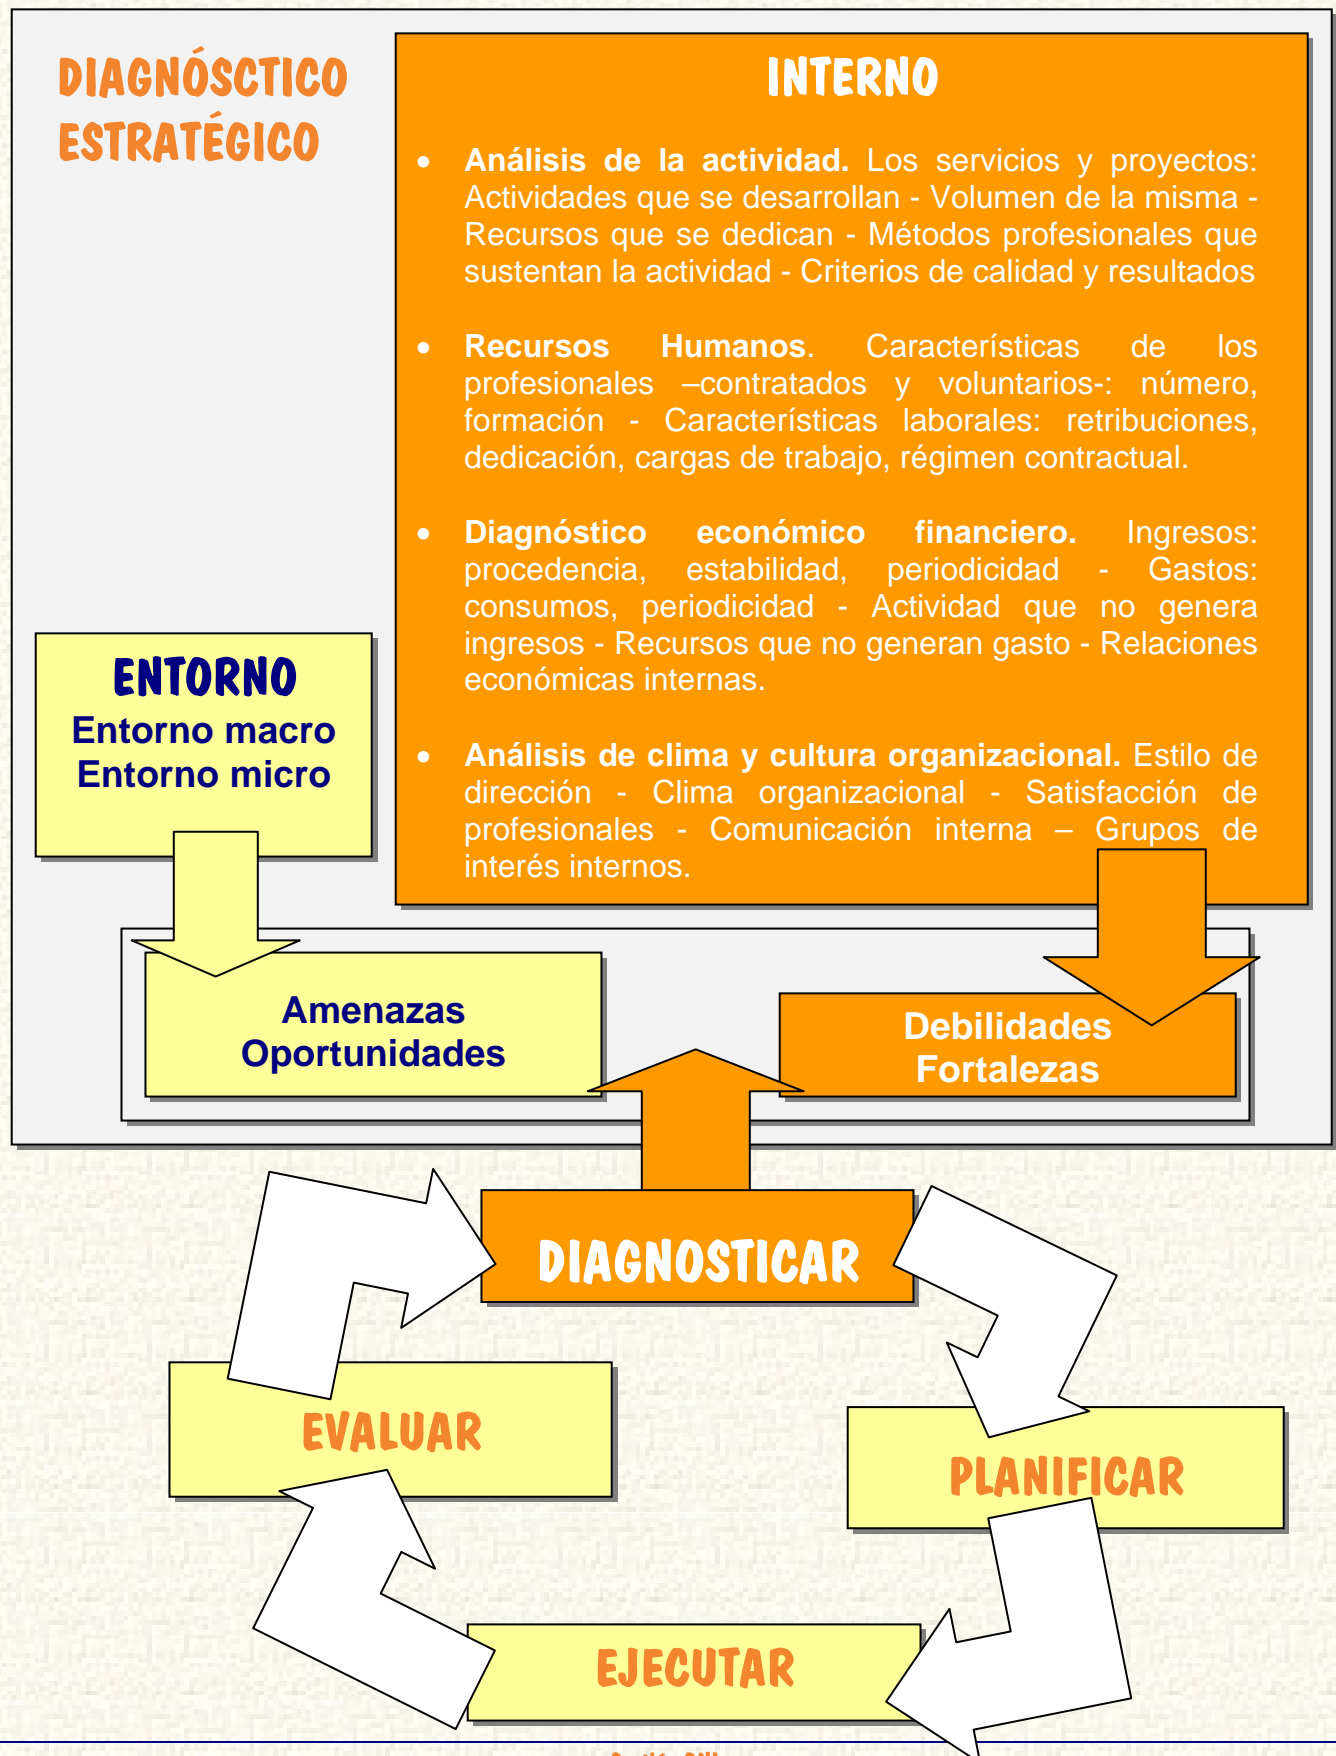 DIAGNÓSCTICO
ESTRATÉGICO
INTERNO
• Análisis de la actividad. Los servicios y proyectos:
Actividades que se desarrollan - Volumen de la misma -
Recursos que se dedican - Métodos profesionales que
sustentan la actividad - Criterios de calidad y resultados
• Recursos Humanos. Características de los
profesionales –contratados y voluntarios-: número,
formación - Características laborales: retribuciones,
dedicación, cargas de trabajo, régimen contractual.
• Diagnóstico económico financiero. Ingresos:
procedencia, estabilidad, periodicidad - Gastos:
consumos, periodicidad - Actividad que no genera
ingresos - Recursos que no generan gasto - Relaciones
económicas internas.
• Análisis de clima y cultura organizacional. Estilo de
dirección - Clima organizacional - Satisfacción de
profesionales - Comunicación interna – Grupos de
interés internos.
ENTORNO
Entorno macro
Entorno micro
Amenazas
Oportunidades
Debilidades
Fortalezas
DIAGNOSTICAR
EVALUAR
PLANIFICAR
EJECUTAR